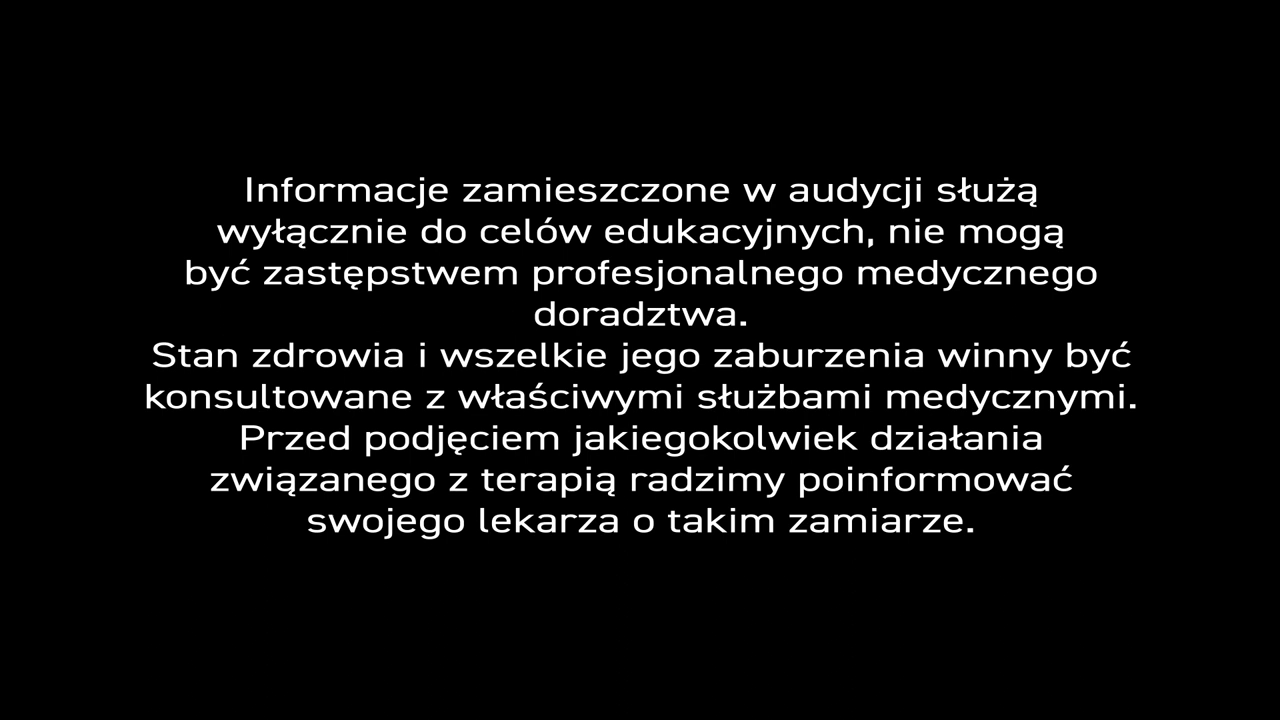 Informacje zamieszczone w audycji służą
wyłącznie do celów edukacyjnych, nie mogą
być zastępstwem profesjonalnego medycznego
doradztwa.
Stan zdrowia i wszelkie jego zaburzenia winny być
konsultowane z właściwymi służbami medycznymi.
Przed podjęciem jakiegokolwiek działania
związanego z terapią radzimy poinformować
swojego lekarza o takim zamiarze.